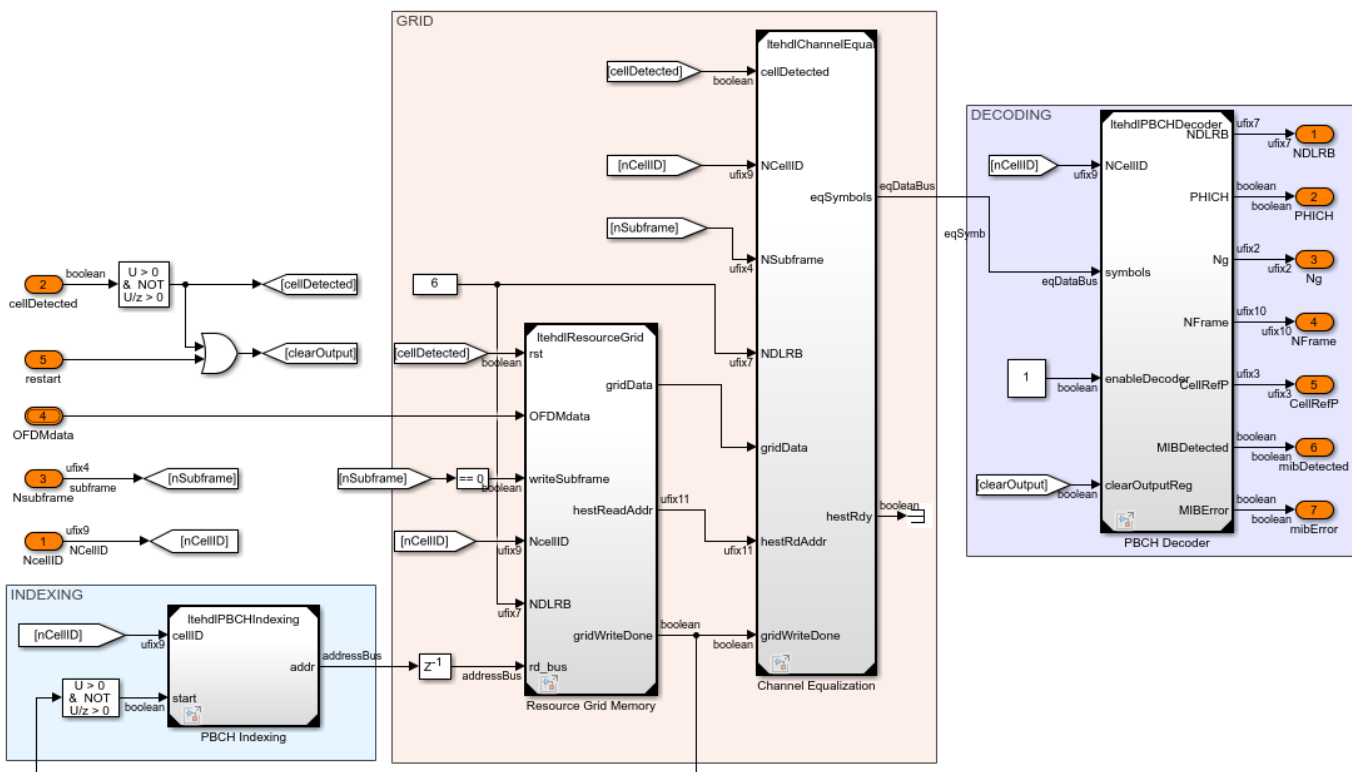 GRID
ltehdlChannelEqual
[cellDetected]
boolean
cellDetected
[nCellID]
ufix9
NCellID
eqSymbols
eqDataBus
[nSubframe]
ufix4
NSubframe
6
ufix7
NDLRB
gridData
hestRdy
boolean
ufix11
hestRdAddr
boolean
gridWriteDone
Channel Equalization
ltehdlResourceGrid
[cellDetected]
boolean
rst
gridData
OFDMdata
[nSubframe]
== 0
boolean
writeSubframe
ufix11
hestReadAddr
[nCellID]
ufix9
NcellID
ufix7
NDLRB
boolean
gridWriteDone
rd_bus
Resource Grid Memory
2
boolean
cellDetected
U > 0
& NOT
U/z > 0
[cellDetected]
5
restart
[clearOutput]
4
OFDMdata
3
ufix4
subframe
Nsubframe
[nSubframe]
1
ufix9
NCellID
NcellID
[nCellID]
INDEXING
ltehdlPBCHIndexing
[nCellID]
ufix9
cellID
addr
addressBus
Z-1
addressBus
U > 0
& NOT
U/z > 0
boolean
start
PBCH Indexing
DECODING
ltehdlPBCHDecoder
[nCellID]
ufix9
NCellID
eqSymb
eqDataBus
symbols
1
boolean
enableDecoder
[clearOutput]
boolean
clearOutputReg
PBCH Decoder
NDLRB
ufix7
ufix7
1
NDLRB
PHICH
boolean
boolean
2
PHICH
Ng
ufix2
ufix2
3
Ng
NFrame
ufix10
ufix10
4
NFrame
CellRefP
ufix3
ufix3
5
CellRefP
MIBDetected
boolean
boolean
6
mibDetected
MIBError
boolean
boolean
7
mibError